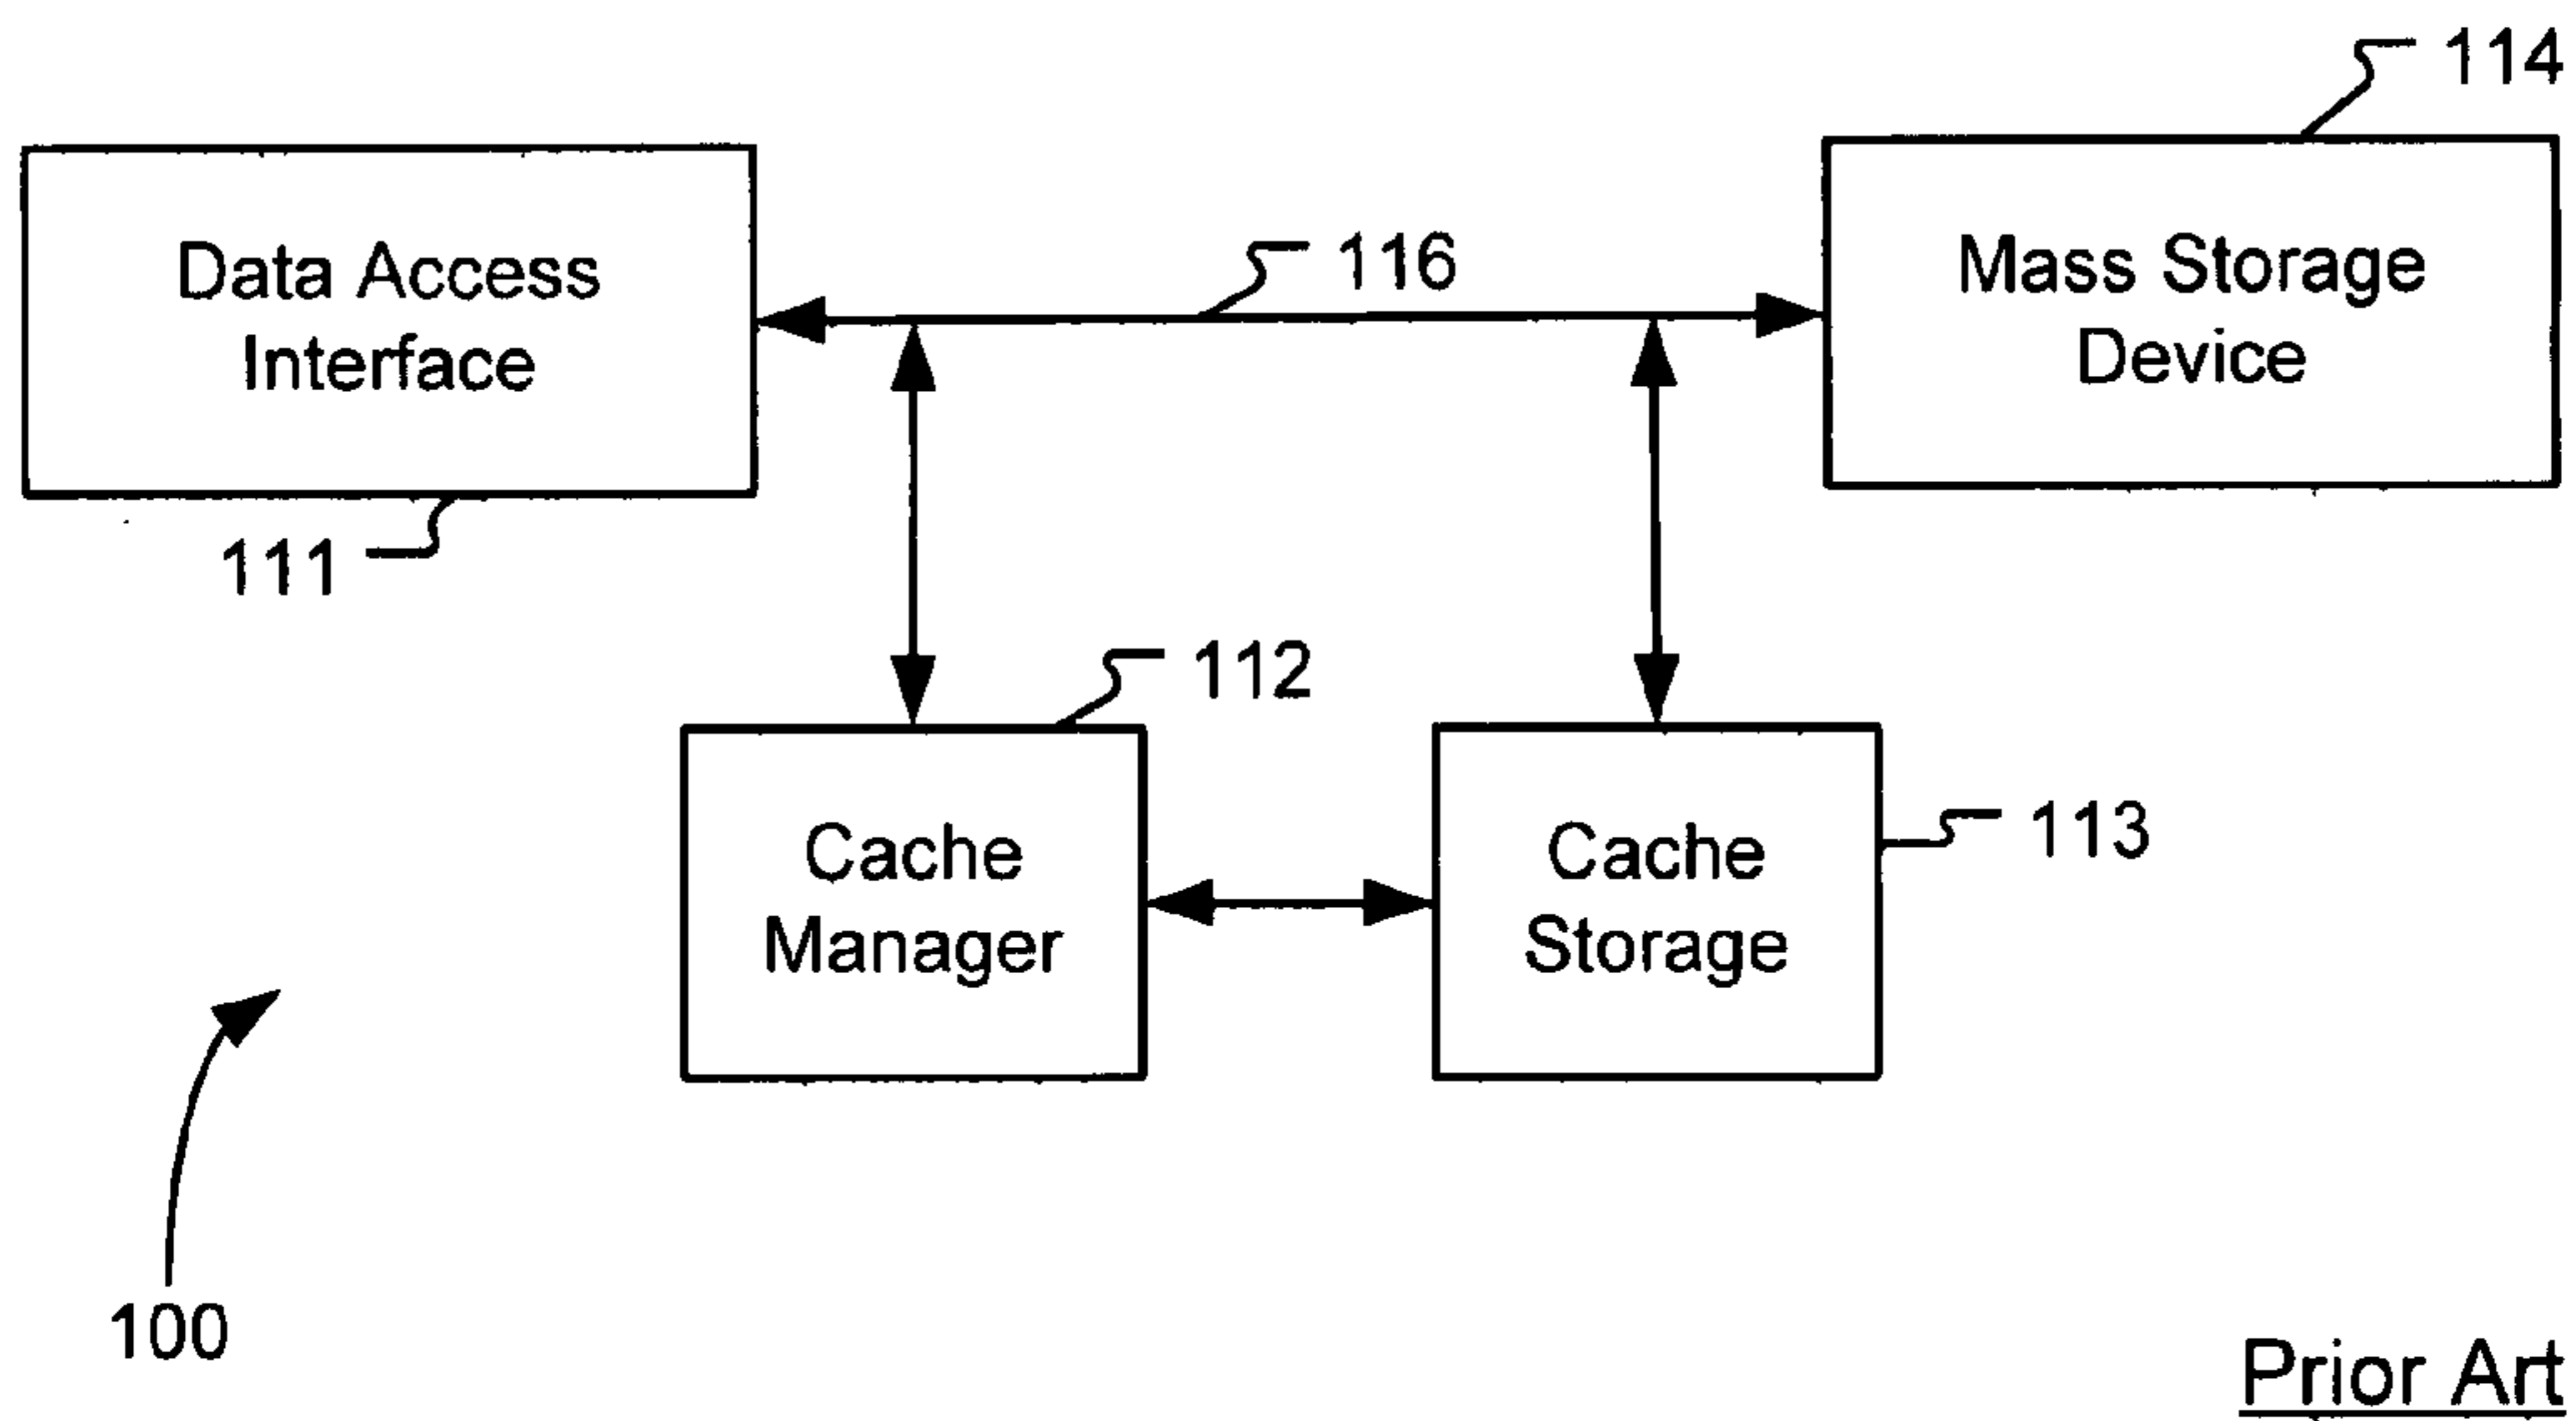 114
Data Access
Interface
116
Mass Storage
Device
111
112
Cache
Manager
Cache
Storage
113
100
Prior Art